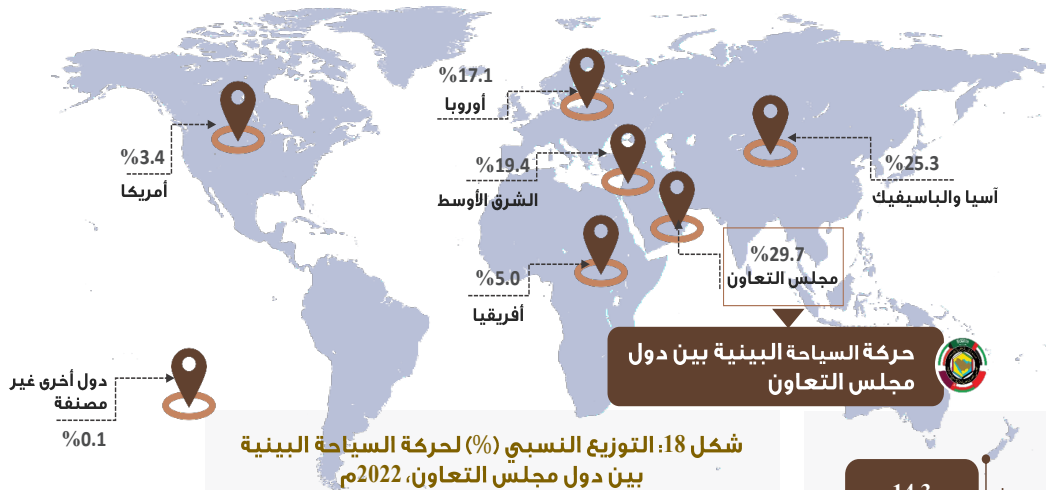 %17.1
أوروبا
%3.4
أمريكا
%19.4
الشرق الأوسط
%25.3
آسيا والباسيفيك
%29.7
مجلس التعاون
%5.0
أفريقيا
حركة السياحة البينية بين دول
مجلس التعاون
دول أخرى غير
مصنفة
%0.1
شكل 18: التوزيع النسبي (%) لحركة السياحة البينية
بين دول مجلس التعاون، 2022م